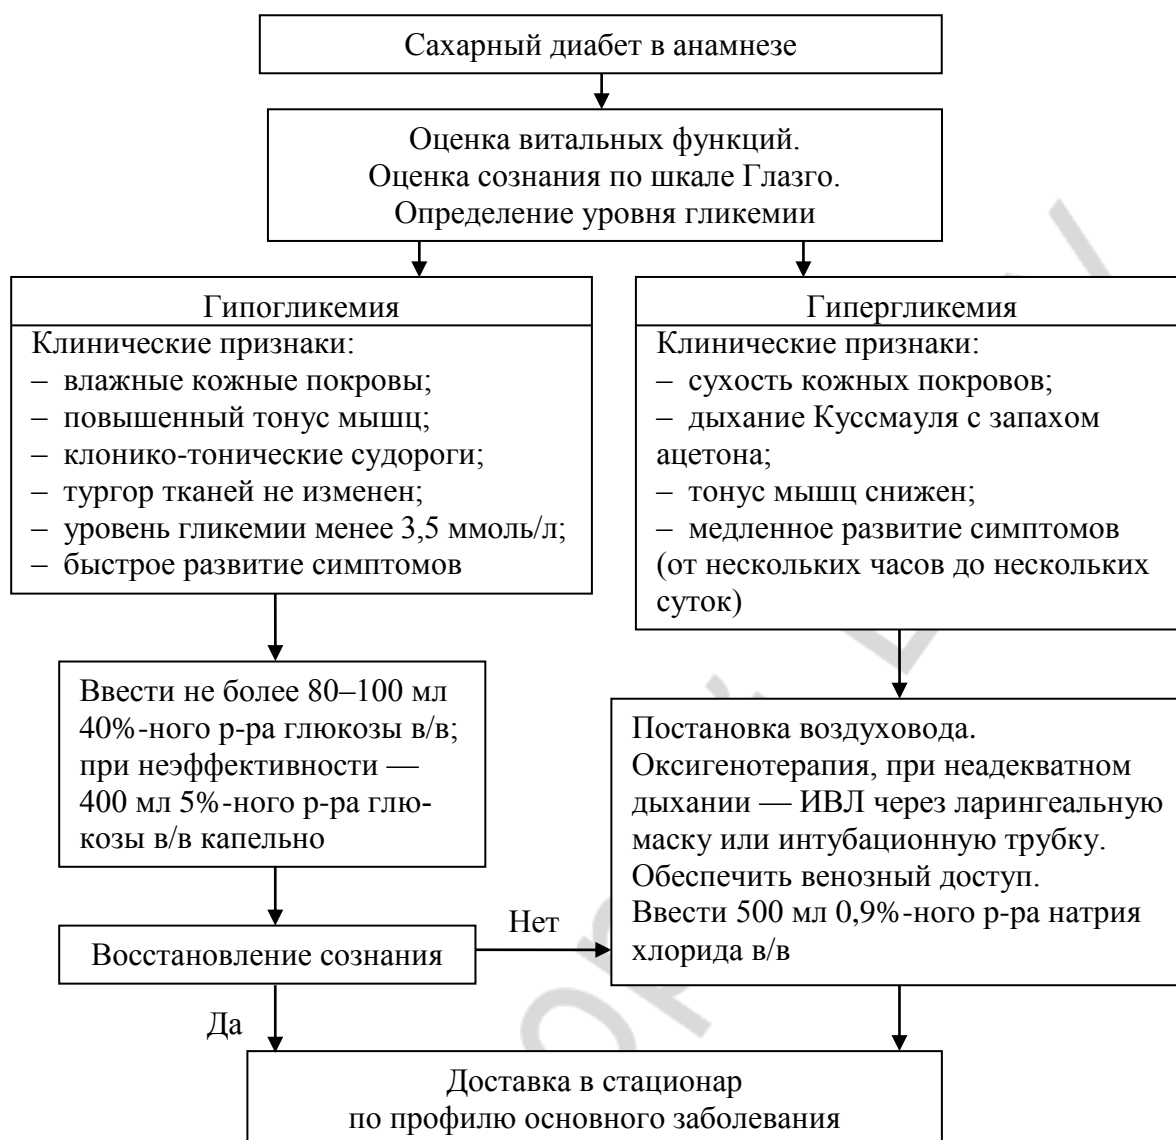 Сахарный диабет в анамнезе
Оценка витальных функций.
Оценка сознания по шкале Глазго.
Определение уровня гликемии
Гипогликемия
Клинические признаки:
– влажные кожные покровы;
– повышенный тонус мышц;
– клонико-тонические судороги;
– тургор тканей не изменен;
– уровень гликемии менее 3,5 ммоль/л;
– быстрое развитие симптомов
Гипергликемия
Клинические признаки:
– сухость кожных покровов;
– дыхание Куссмауля с запахом
ацетона;
– тонус мышц снижен;
– медленное развитие симптомов
(от нескольких часов до нескольких
суток)
Ввести не более 80–100 мл
40%-ного р-ра глюкозы в/в;
при неэффективности —
400 мл 5%-ного р-ра глю-
козы в/в капельно
Постановка воздуховода.
Оксигенотерапия, при неадекватном
дыхании — ИВЛ через ларингеальную
маску или интубационную трубку.
Обеспечить венозный доступ.
Ввести 500 мл 0,9%-ного р-ра натрия
хлорида в/в
Восстановление сознания
Нет
Да
Доставка в стационар
по профилю основного заболевания